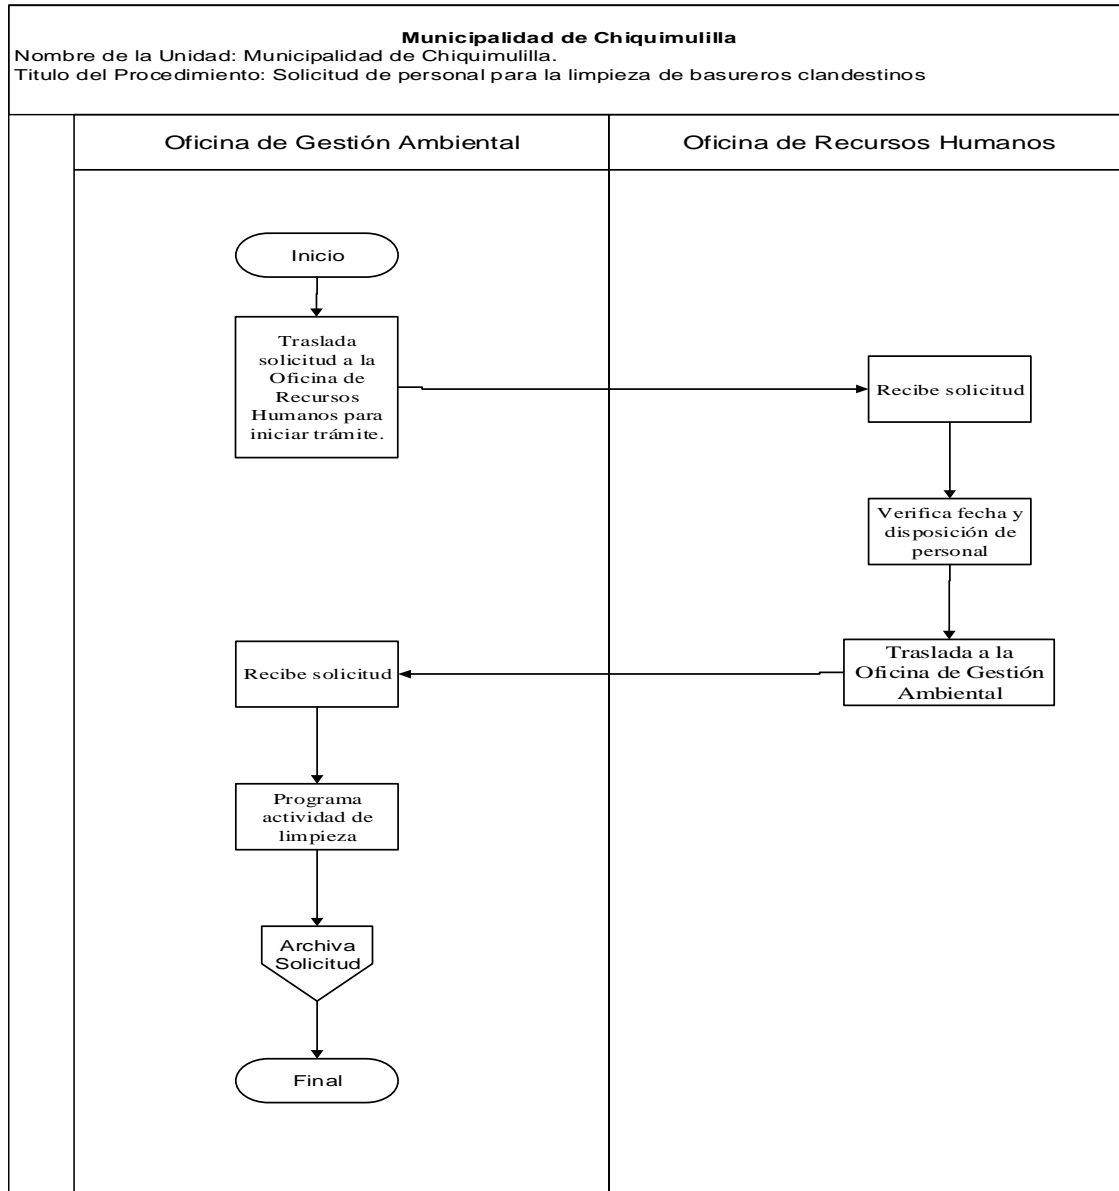 Municipalidad de Chiquimulilla
Nombre de la Unidad: Municipalidad de Chiquimulilla.
Titulo del Procedimiento: Solicitud de personal para la limpieza de basureros clandestinos
Oficina de Gestión Ambiental
Oficina de Recursos Humanos
Inicio
Traslada
solicitud a la
Oficina de
Recursos
Humanos para
iniciar trámite.
Recibe solicitud
Verifica fecha y
disposición de
personal
Traslada a la
Oficina de Gestión
Ambiental
Recibe solicitud
Programa
actividad de
limpieza
Archiva
Solicitud
Final